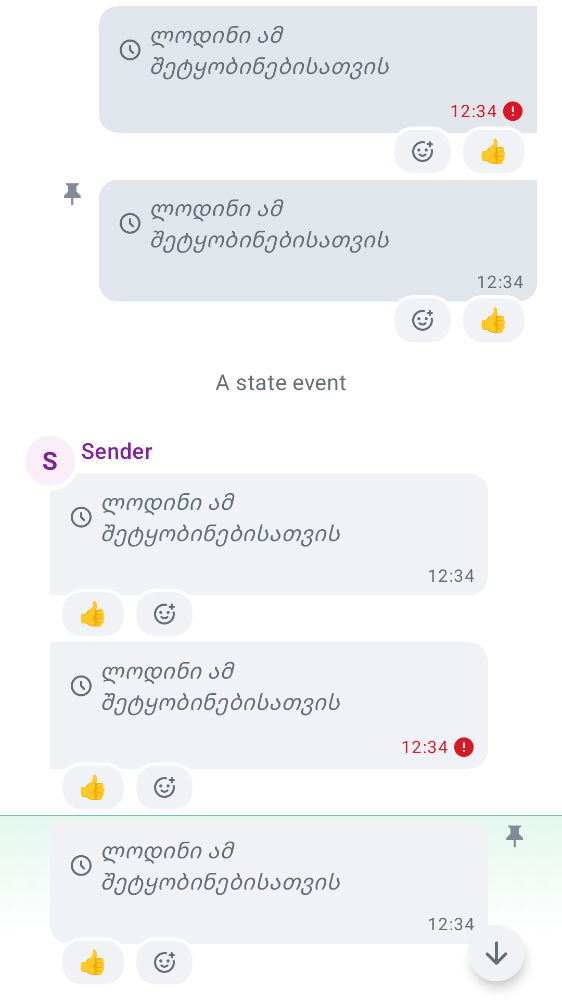 ლოდინი ამ
შეტყობინებისათვის
12:34
👍
ლოდინი ამ
შეტყობინებისათვის
12:34
👍
A state event
S
Sender
ლოდინი ამ
შეტყობინებისათვის
12:34
👍
ლოდინი ამ
შეტყობინებისათვის
12:34
👍
ლოდინი ამ
შეტყობინებისათვის
12:34
👍